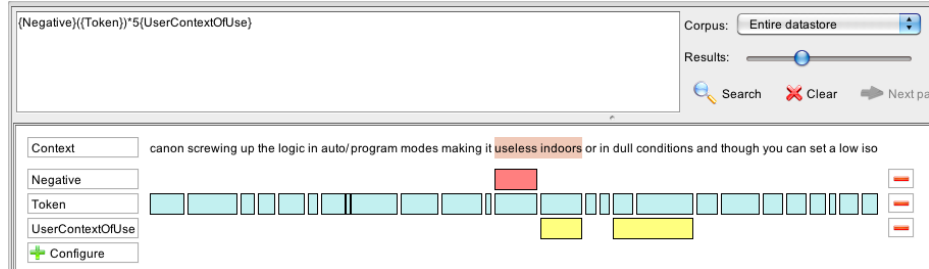 {Negative}({Token})*5{UserContextOfUse}
Corpus: Entire datastore
Results:
Search Clear Next pa
Context canon screwing up the logic in auto/ program modes making it useless indoors or in dull conditions and though you can set a low iso
Negative
Token
UserContextOfUse
Configure